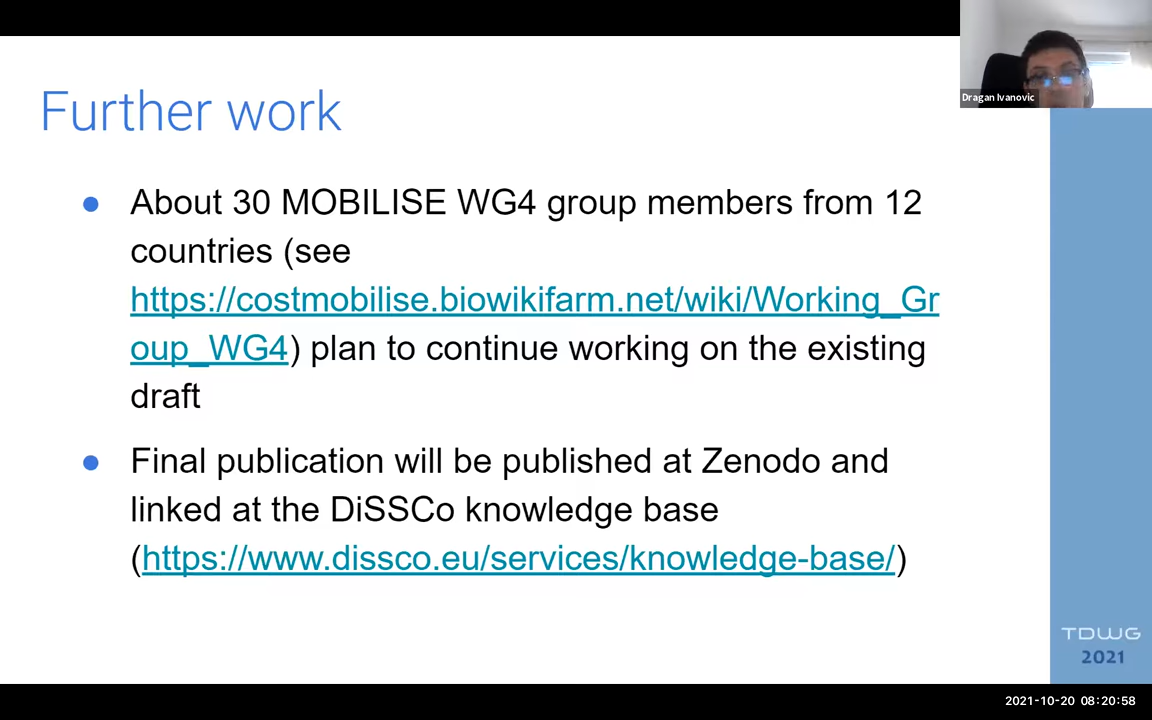 Dragan Ivanovic
Further work
● About 30 MOBILISE WG4 group members from 12
countries (see
https://costmobilise.biowikifarm.net/wiki/Working_Gr
oup_WG4) plan to continue working on the existing
draft
● Final publication will be published at Zenodo and
linked at the DiSSCo knowledge base
(https://www.dissco.eu/services/knowledge-base/)
TDWG
2021
2021-10-20 08:20:58